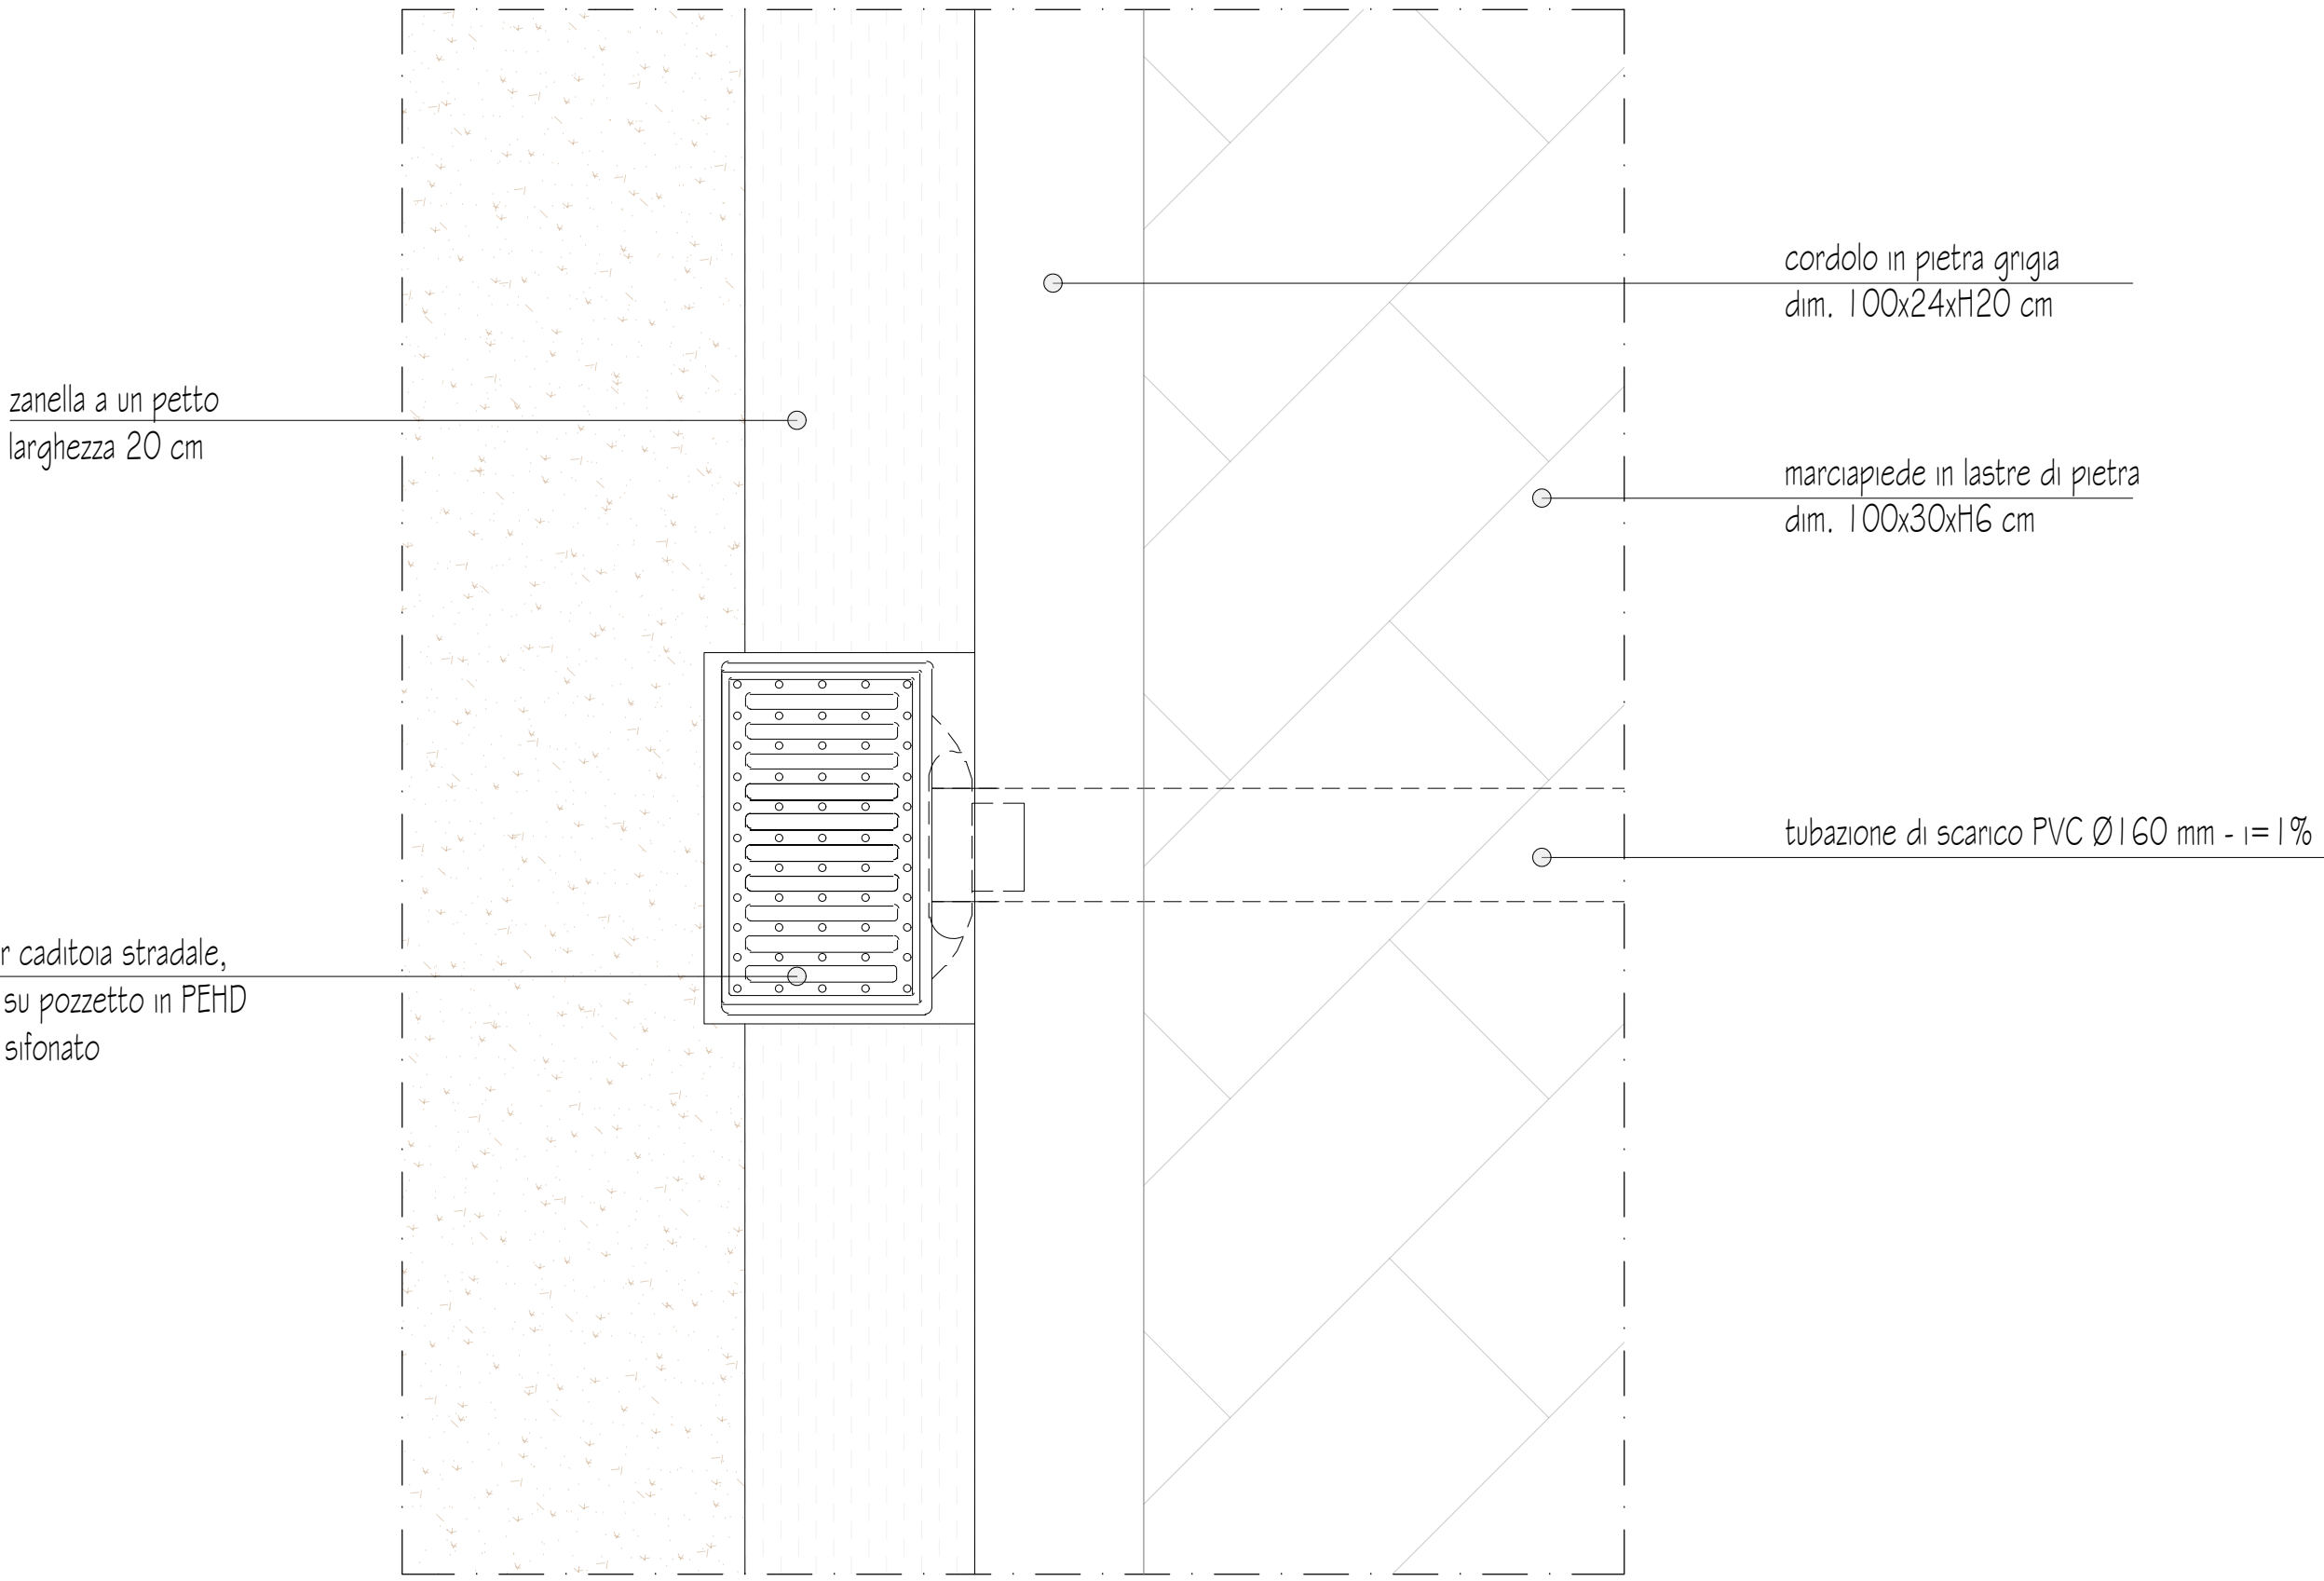 cordolo in pietra grigia
dim. 100x24xH20 cm
zanella a un petto
larghezza 20 cm
marciapiede in lastre di pietra
dim. 100x30xH6 cm
tubazione di scarico PVC Ø160 mm - i=1%
r caditoia stradale,
su pozzetto in PEHD
sifonato